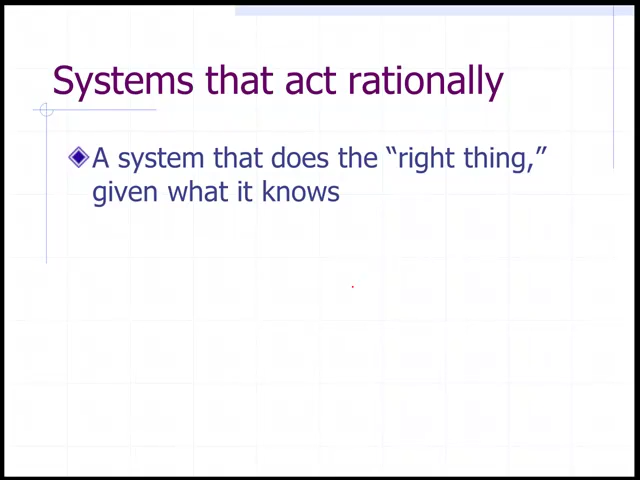 Systems that act rationally
A system that does the “right thing,”
given what it knows